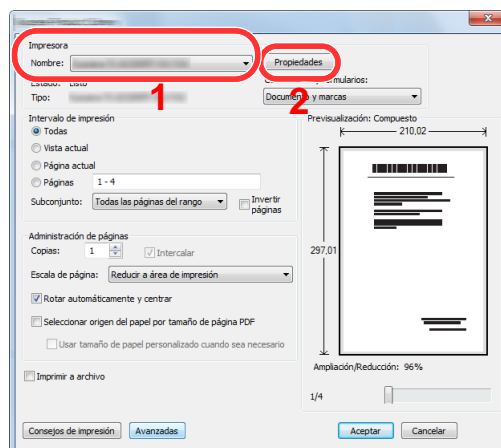 Impresora
Nombre:
Propiedades
1
2
Estado: Listo
Tipo:
Documento y marcas
Intervalo de impresión
Todas
Vista actual
Página actual
Páginas 1 - 4
Subconjunto: Todas las páginas del rango
Invertir
páginas
Previsualización: Compuesto
210,02
297,01
Administración de páginas
Copias: 1
Intercalar
Escala de página: Reducir a área de impresión
Rotar automáticamente y centrar
Seleccionar origen del papel por tamaño de página PDF
Usar tamaño de papel personalizado cuando sea necesario
Imprimir a archivo
Ampliación/Reducción: 96%
1/4
Consejos de impresión
Avanzadas
Aceptar
Cancelar